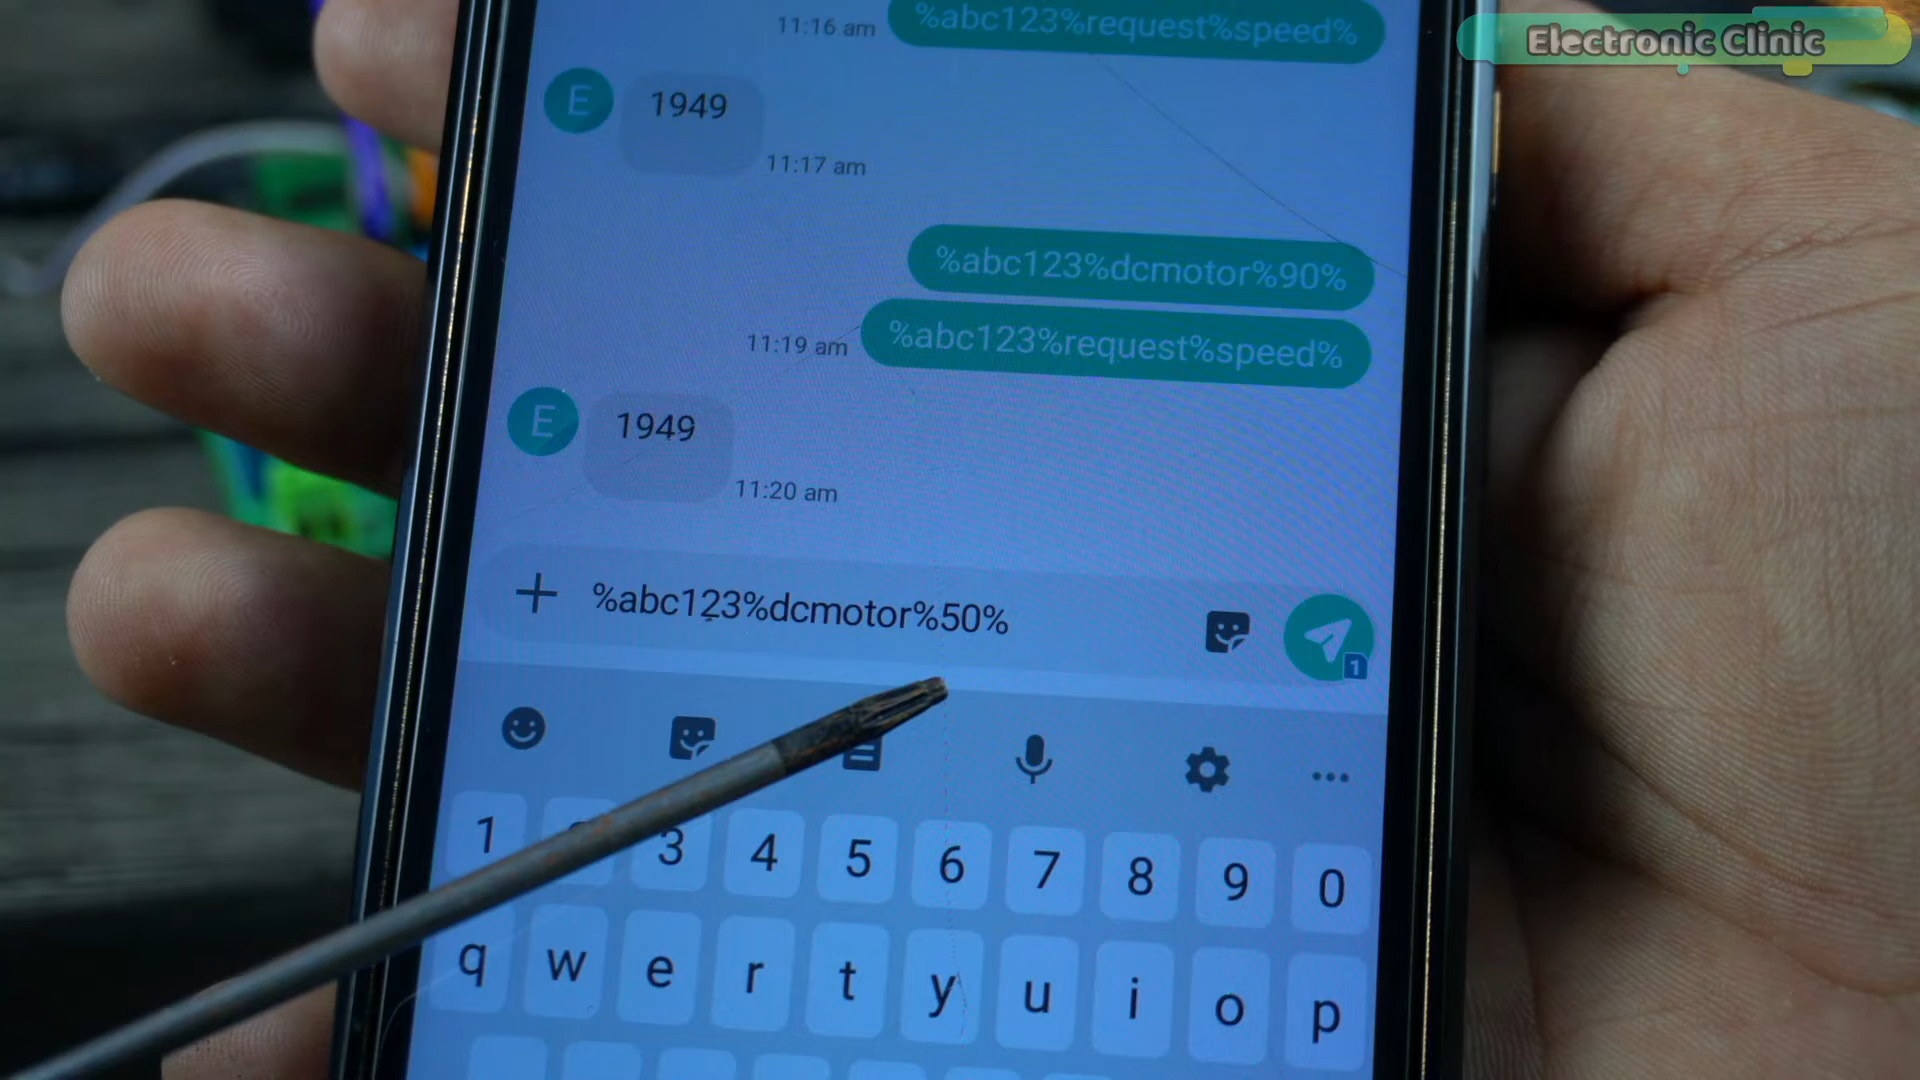 Electronic Clinic
11:16 am %abc123%request%speed%
E 1949
11:17 am
%abc123%dcmotor%90%
11:19 am %abc123%request%speed%
E 1949
11:20 am
%abc123%dcmotor%50%
1
1 3 4 5 6 7 8 9 0
q w e r t y u i o p